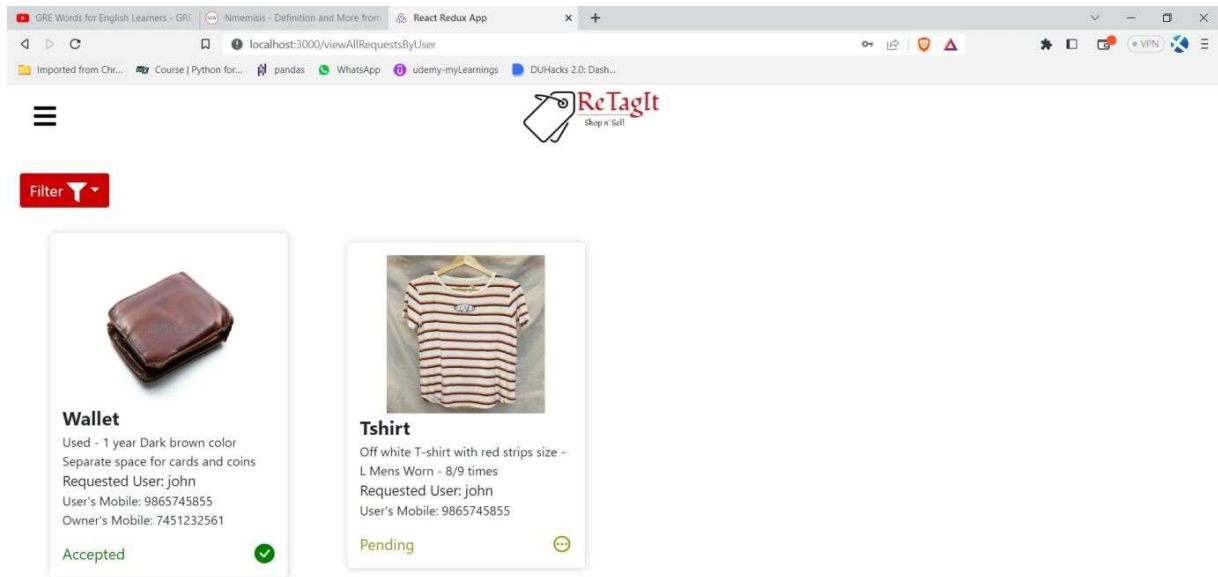 GRE Words for English Learners - GRE
Nmemisis - Definition and More from
React Redux App
localhost:3000/viewAllRequestsByUser
VPN
Imported from Chr...
Course | Python for...
pandas
WhatsApp
udemy-myLearnings
DUHacks 2.0: Dash...
ReTagIt
Shop n' Sell
Filter
Wallet
Used - 1 year Dark brown color
Separate space for cards and coins
Requested User: john
User's Mobile: 9865745855
Owner's Mobile: 7451232561
Accepted
Tshirt
Off white T-shirt with red strips size -
L Mens Worn - 8/9 times
Requested User: john
User's Mobile: 9865745855
Pending